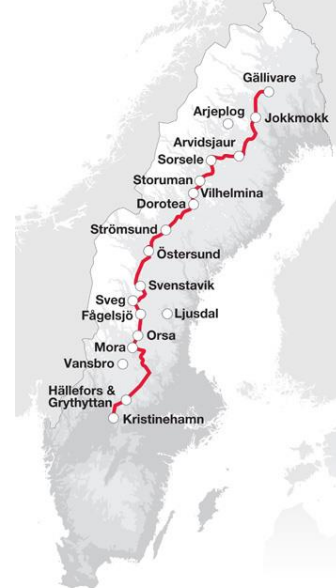 Gällivare
Arjeplog
Jokkmokk
Arvidsjaur
Sorsele
Storuman
Vilhelmina
Dorotea
Strömsund
Östersund
Svenstavik
Sveg
Fågelsjö
Ljusdal
Orsa
Mora
Vansbro
Hällefors &
Grythyttan
Kristinehamn